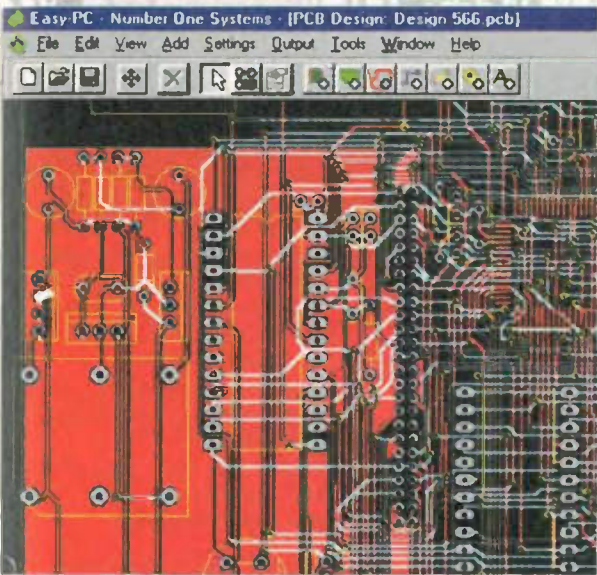 Easy-PC - Number One Systems - [PCB Design: Design 566.pcb]
File Edit View Add Settings Output Tools Window Help
A